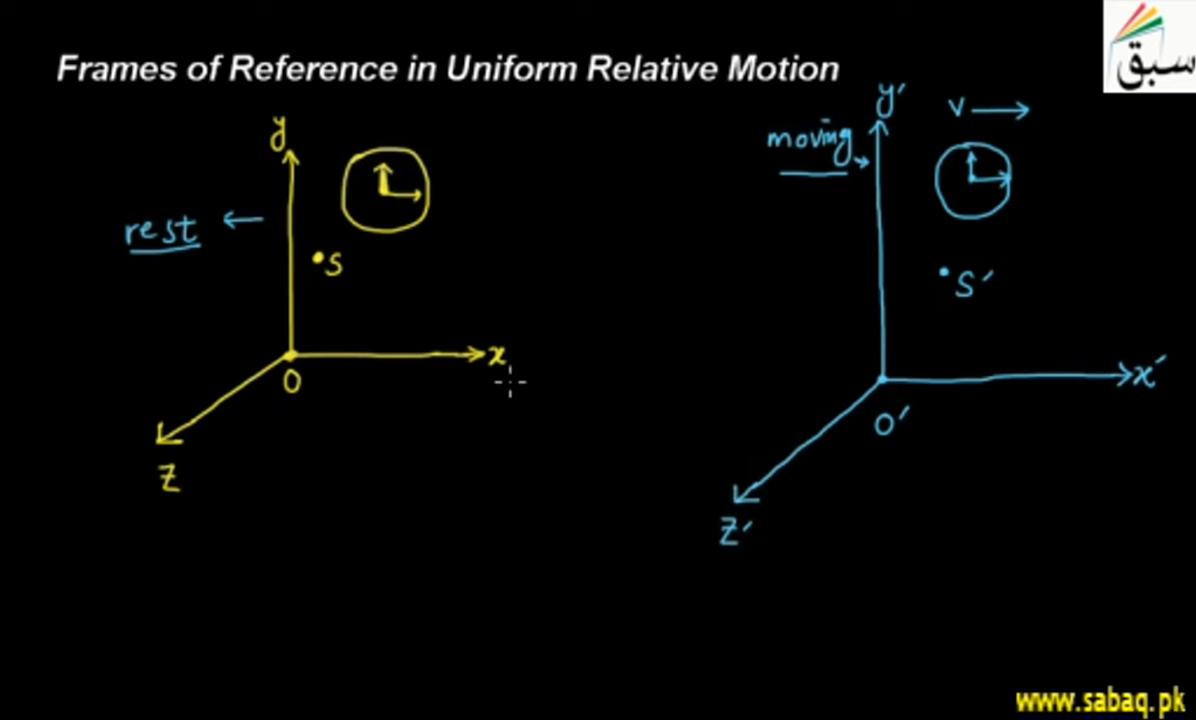 سبق
Frames of Reference in Uniform Relative Motion
y
y′
v
moving
rest
S
S′
x
x′
O
O′
Z
Z′
www.sabaq.pk